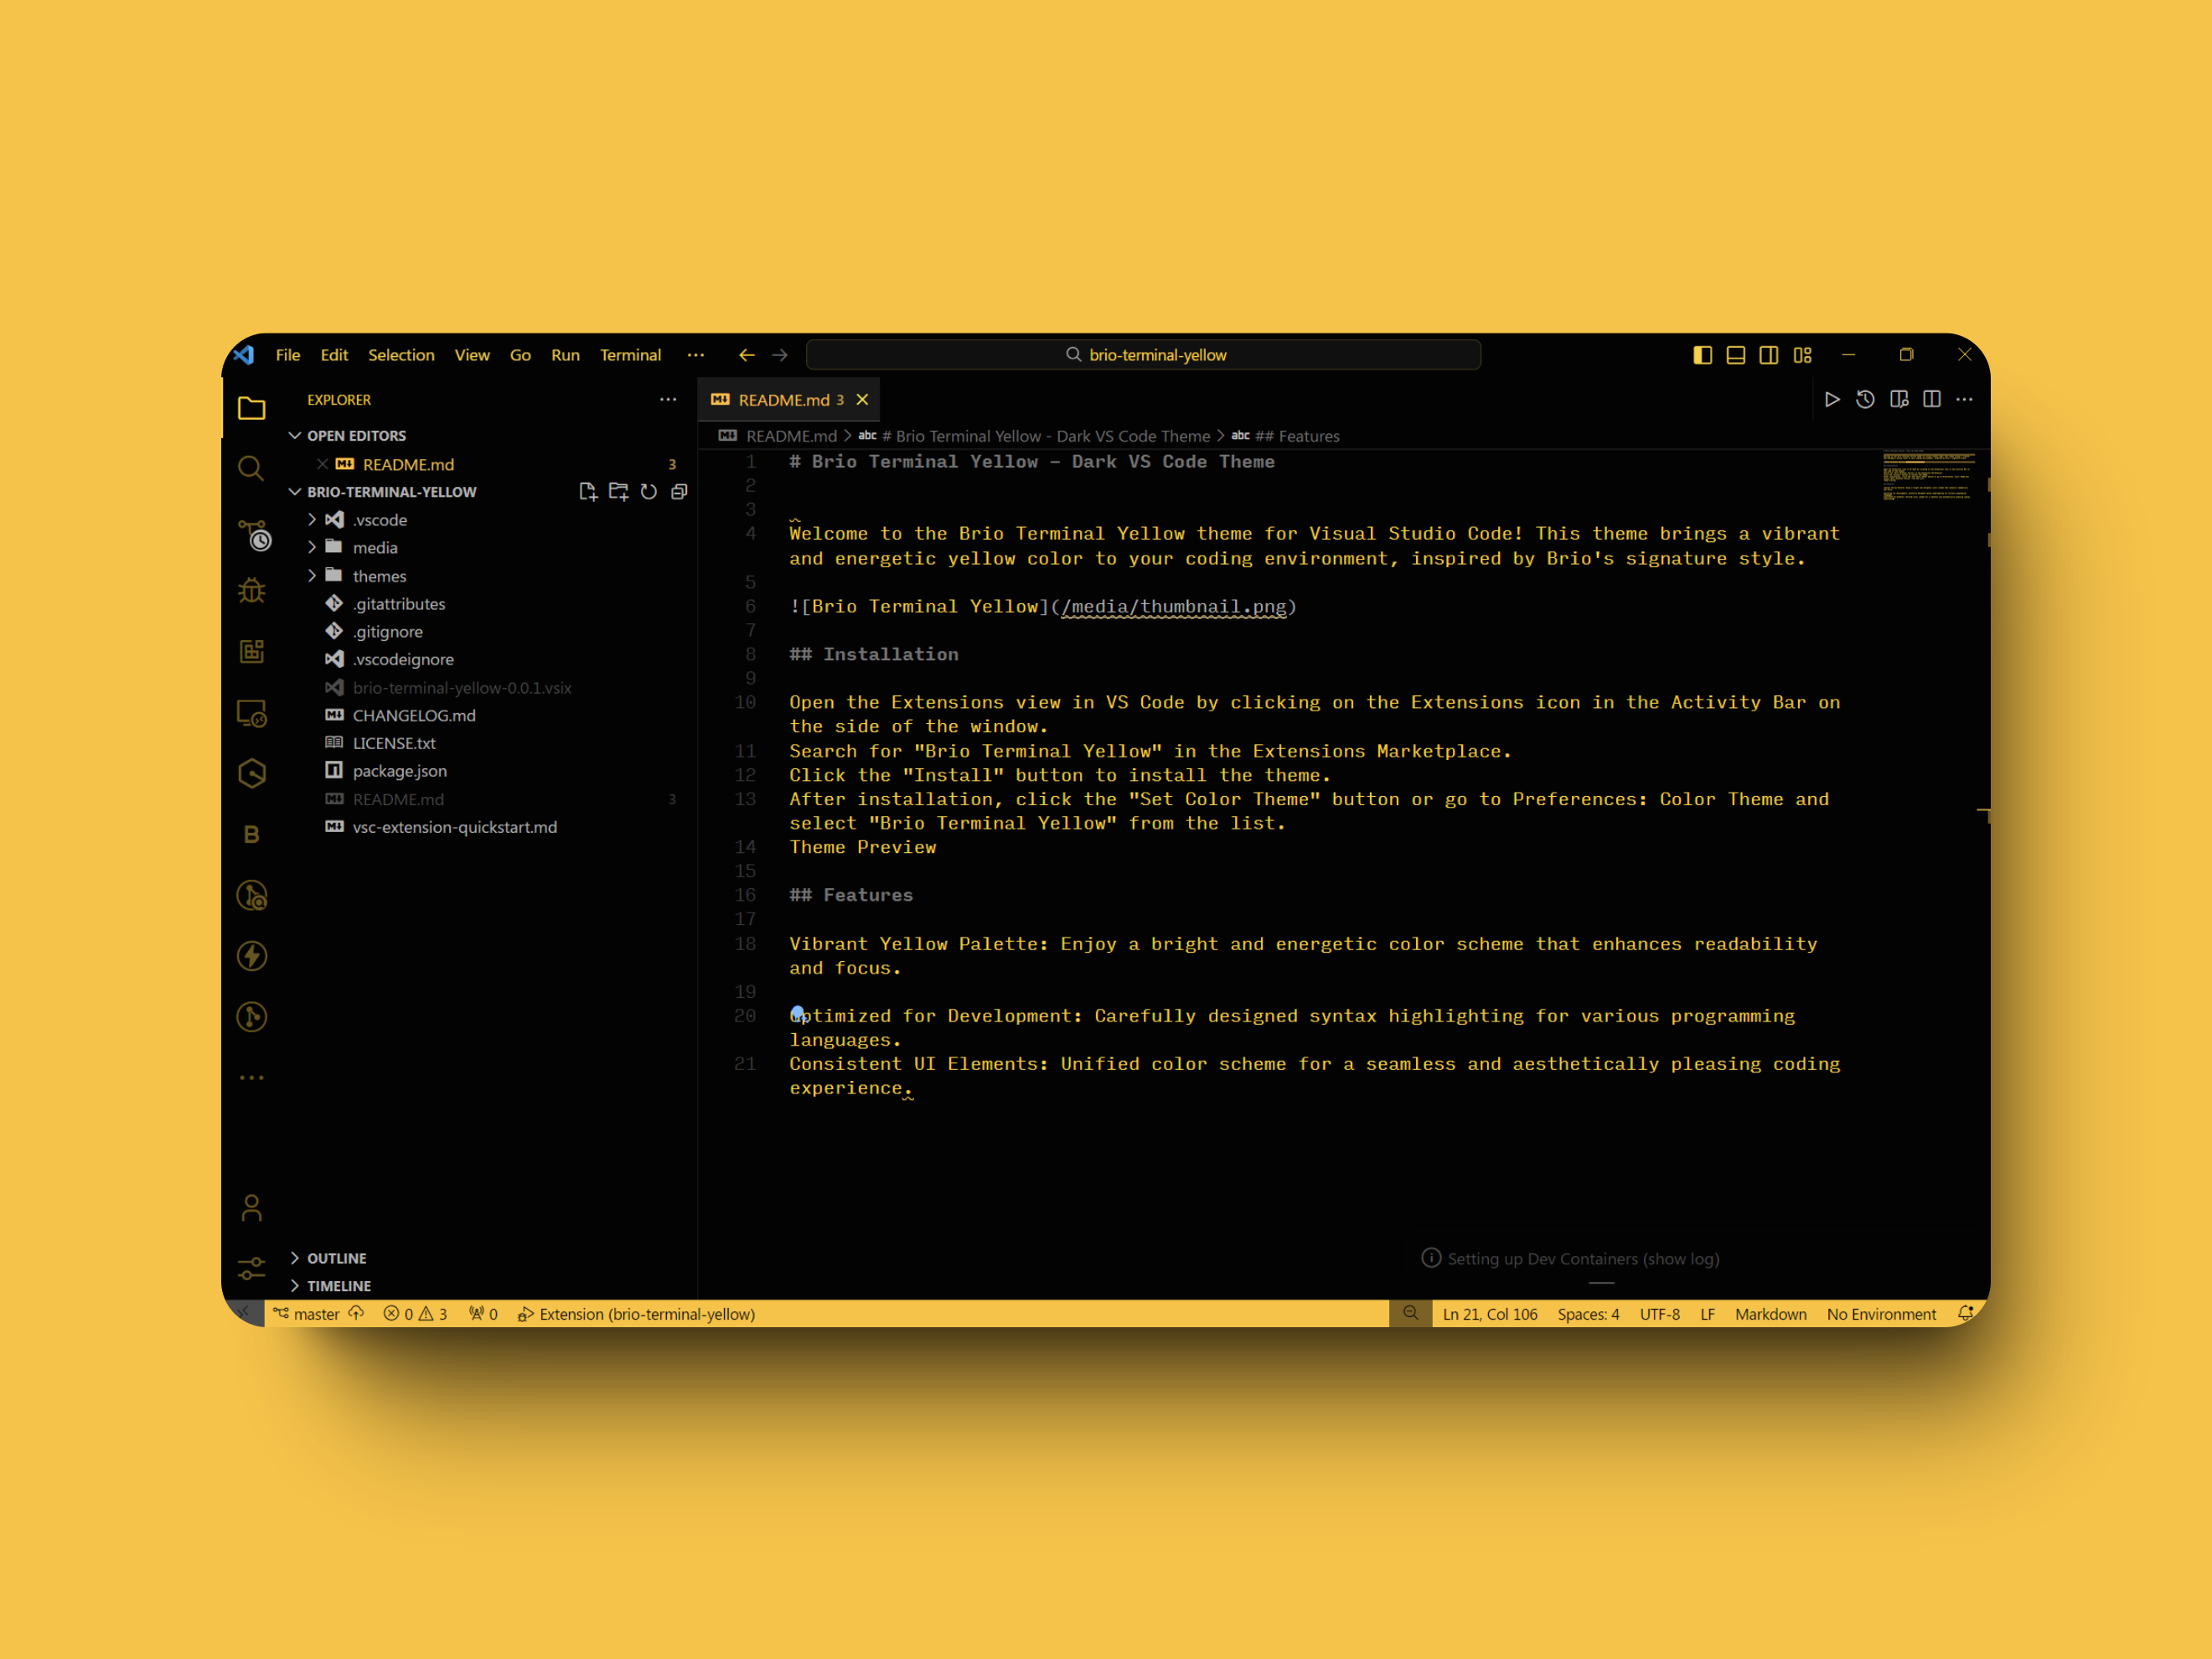 File Edit Selection View Go Run Terminal ··· brio-terminal-yellow
EXPLORER ···
OPEN EDITORS
README.md 3
BRIO-TERMINAL-YELLOW
.vscode
media
themes
.gitattributes
.gitignore
.vscodeignore
brio-terminal-yellow-0.0.1.vsix
CHANGELOG.md
LICENSE.txt
package.json
README.md 3
vsc-extension-quickstart.md
OUTLINE
TIMELINE
B
README.md 3
README.md > abc # Brio Terminal Yellow - Dark VS Code Theme > abc ## Features
1 # Brio Terminal Yellow - Dark VS Code Theme
2
3
4 Welcome to the Brio Terminal Yellow theme for Visual Studio Code! This theme brings a vibrant
and energetic yellow color to your coding environment, inspired by Brio's signature style.
5
6 ![Brio Terminal Yellow](/media/thumbnail.png)
7
8 ## Installation
9
10 Open the Extensions view in VS Code by clicking on the Extensions icon in the Activity Bar on
the side of the window.
11 Search for "Brio Terminal Yellow" in the Extensions Marketplace.
12 Click the "Install" button to install the theme.
13 After installation, click the "Set Color Theme" button or go to Preferences: Color Theme and
select "Brio Terminal Yellow" from the list.
14 Theme Preview
15
16 ## Features
17
18 Vibrant Yellow Palette: Enjoy a bright and energetic color scheme that enhances readability
and focus.
19
20 Optimized for Development: Carefully designed syntax highlighting for various programming
languages.
21 Consistent UI Elements: Unified color scheme for a seamless and aesthetically pleasing coding
experience.
Setting up Dev Containers (show log)
master 0 3 0 Extension (brio-terminal-yellow) Ln 21, Col 106 Spaces: 4 UTF-8 LF Markdown No Environment